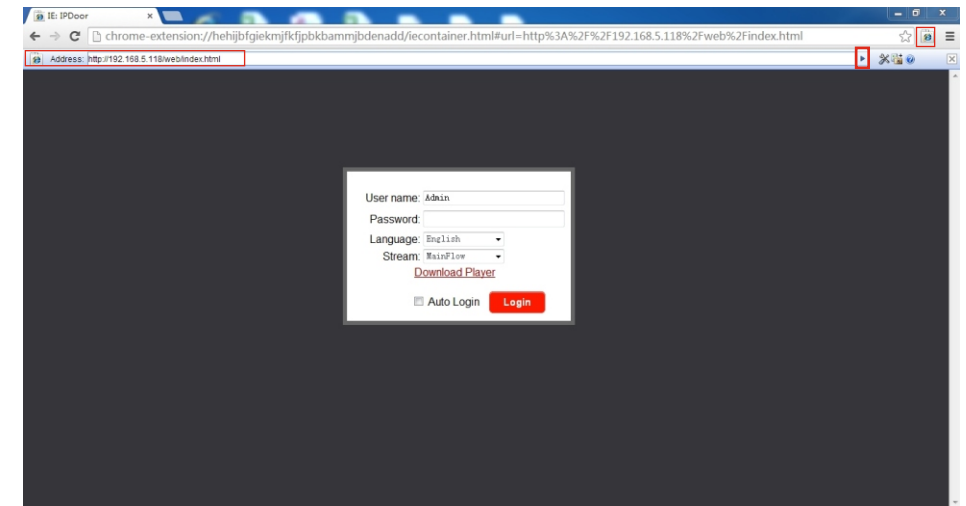 IE: IPDoor
chrome-extension://hehijbfgiekmjfkfjpbkbammjbdenadd/iecontainer.html#url=http%3A%2F%2F192.168.5.118%2Fweb%2Findex.html
Address: http://192.168.5.118/web/index.html
User name: Admin
Password:
Language: English
Stream: MainFlow
Download Player
Auto Login Login